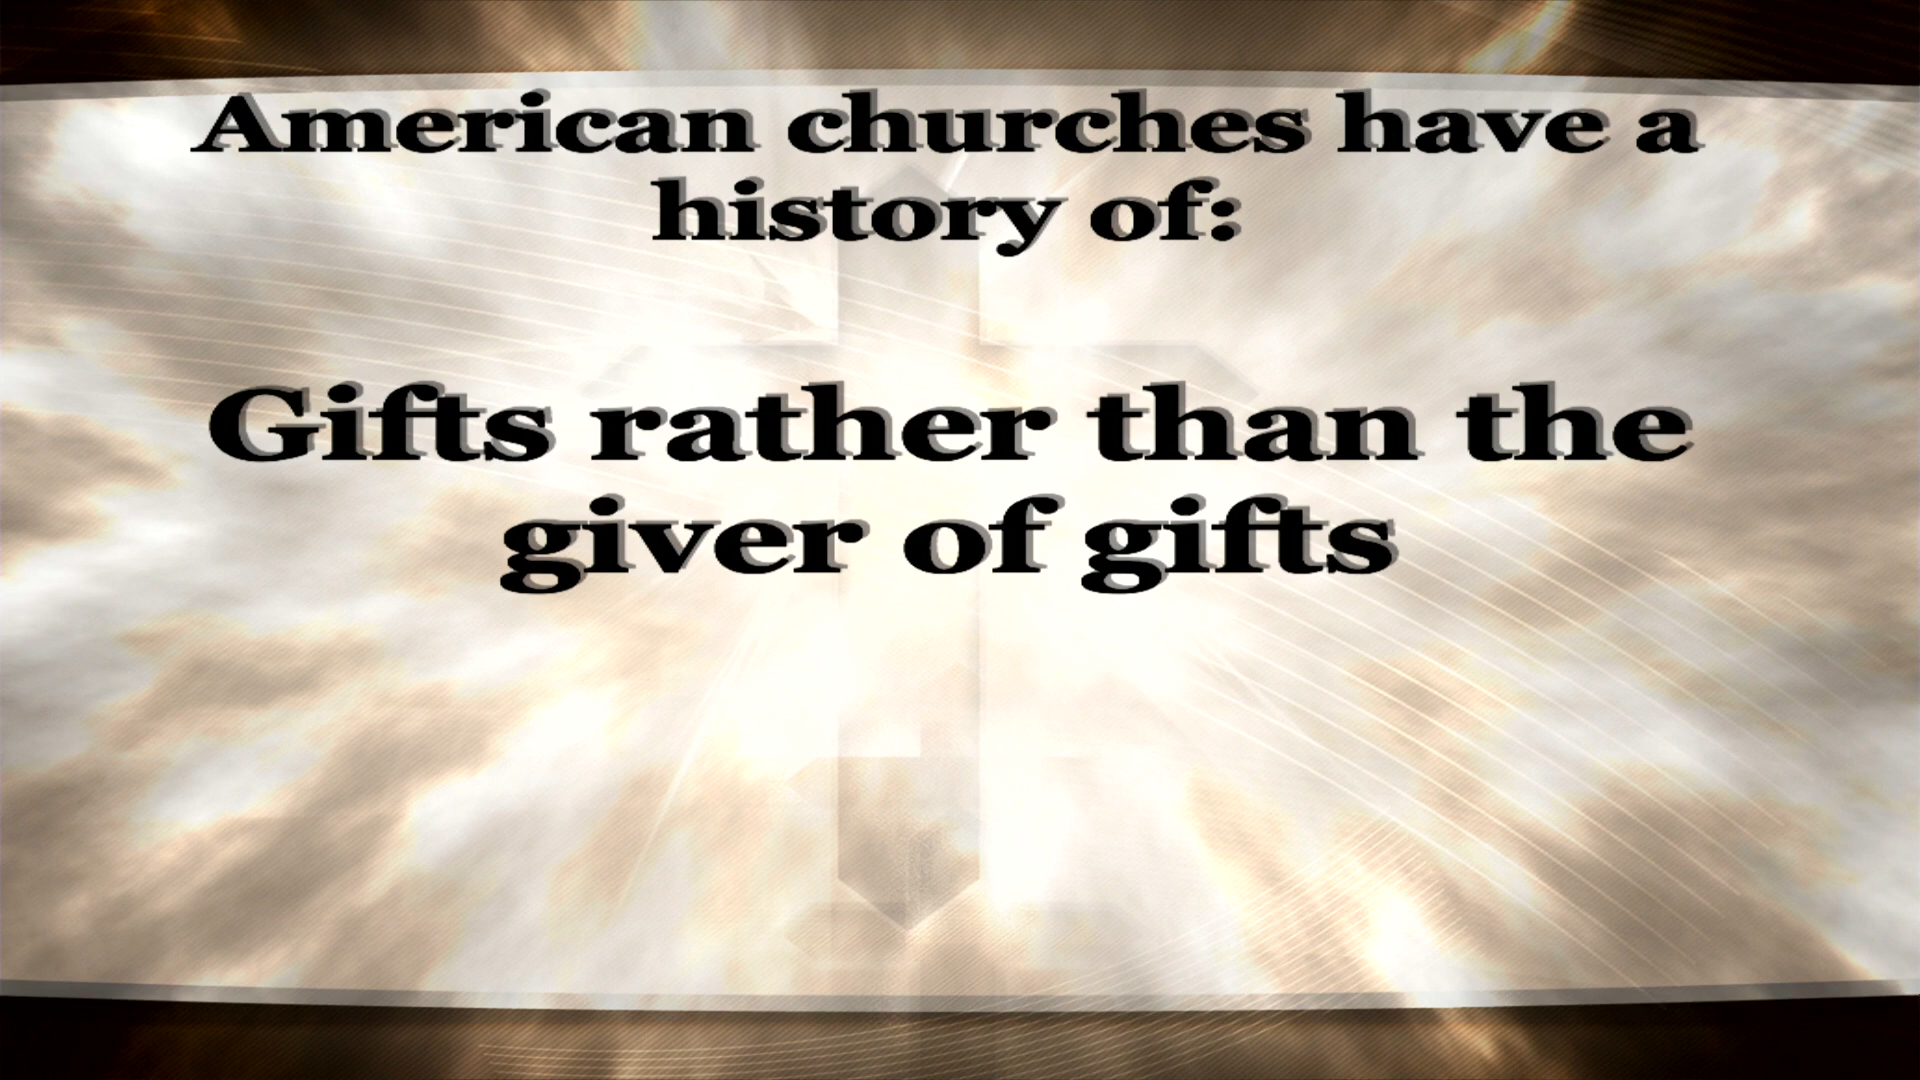 American churches have a
history of:
Gifts rather than the
giver of gifts